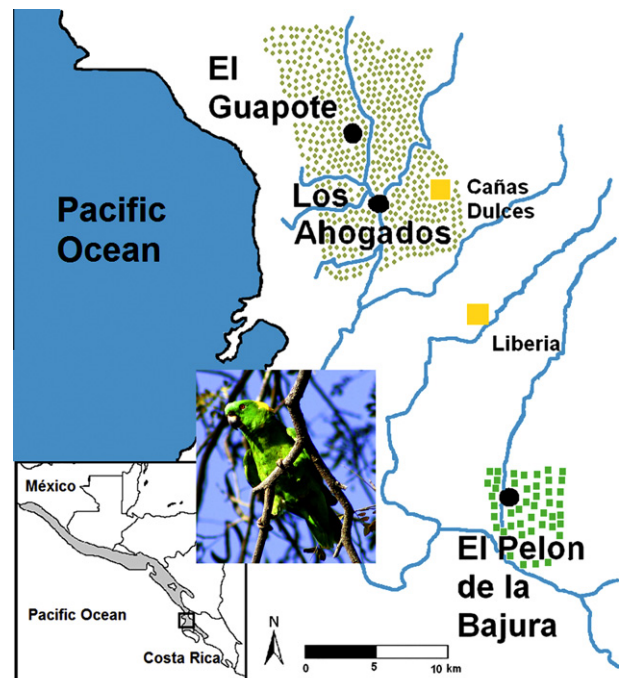 El
Guapote
Pacific
Ocean
Los
Ahogados
Cañas
Dulces
Liberia
El Pelon
de la
Bajura
México
Pacific Ocean
Costa Rica
N
0
5
10 km